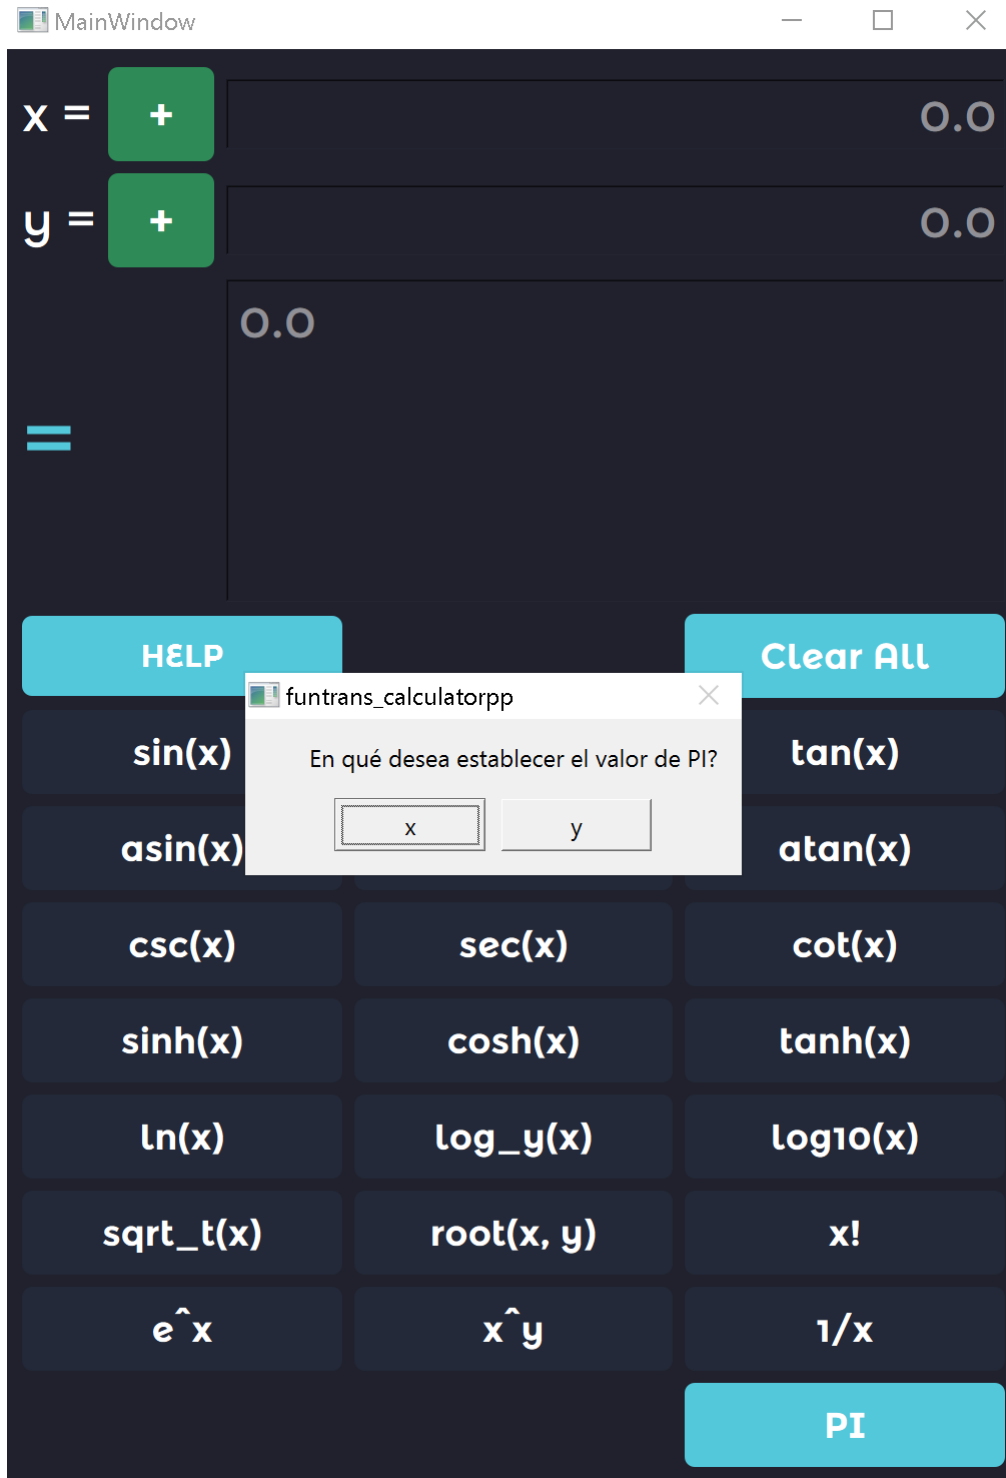 MainWindow
x = + 0.0
y = + 0.0
= 0.0
HELP Clear All
funtrans_calculatorpp
En qué desea establecer el valor de PI?
x y
sin(x) tan(x)
asin(x) atan(x)
csc(x) sec(x) cot(x)
sinh(x) cosh(x) tanh(x)
ln(x) log_y(x) log10(x)
sqrt_t(x) root(x, y) x!
e^x x^y 1/x
PI